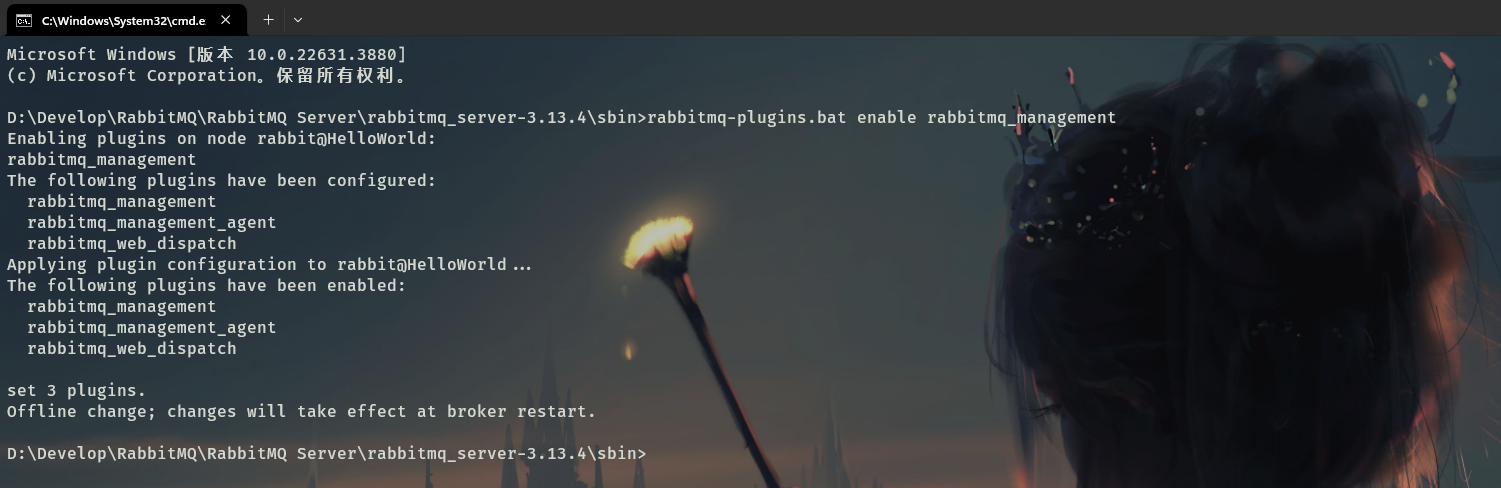 C:\Windows\System32\cmd.e
Microsoft Windows [版本 10.0.22631.3880]
(c) Microsoft Corporation。保留所有权利。
D:\Develop\RabbitMQ\RabbitMQ Server\rabbitmq_server-3.13.4\sbin>rabbitmq-plugins.bat enable rabbitmq_management
Enabling plugins on node rabbit@HelloWorld:
rabbitmq_management
The following plugins have been configured:
  rabbitmq_management
  rabbitmq_management_agent
  rabbitmq_web_dispatch
Applying plugin configuration to rabbit@HelloWorld...
The following plugins have been enabled:
  rabbitmq_management
  rabbitmq_management_agent
  rabbitmq_web_dispatch
set 3 plugins.
Offline change; changes will take effect at broker restart.
D:\Develop\RabbitMQ\RabbitMQ Server\rabbitmq_server-3.13.4\sbin>